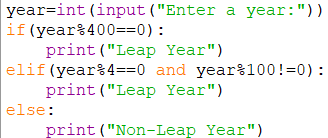 year=int(input("Enter a year:"))
if(year%400==0):
    print("Leap Year")
elif(year%4==0 and year%100!=0):
    print("Leap Year")
else:
    print("Non-Leap Year")